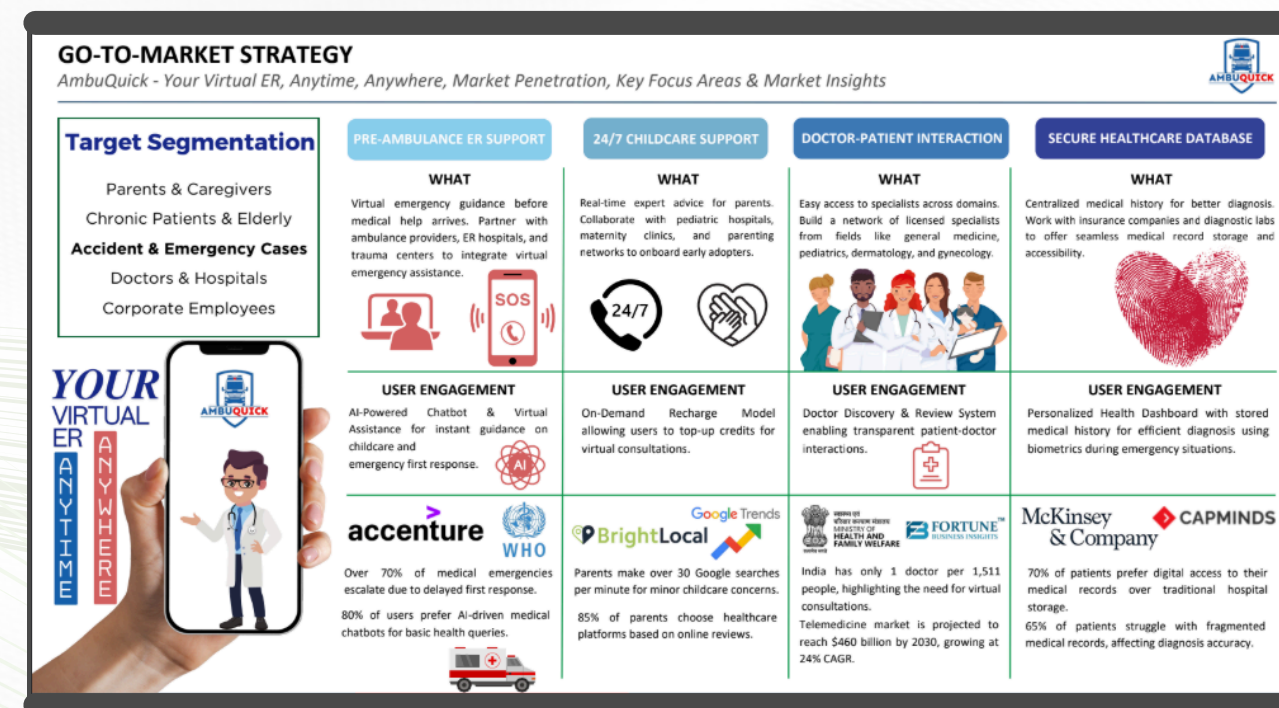 GO-TO-MARKET STRATEGY
AmbuQuick - Your Virtual ER, Anytime, Anywhere, Market Penetration, Key Focus Areas & Market Insights
AMBUQUICK
Target Segmentation
Parents & Caregivers
Chronic Patients & Elderly
Accident & Emergency Cases
Doctors & Hospitals
Corporate Employees
YOUR
VIRTUAL
ER
ANYTIME
ANYWHERE
AMBUQUICK
PRE-AMBULANCE ER SUPPORT
WHAT
Virtual emergency guidance before
medical help arrives. Partner with
ambulance providers, ER hospitals, and
trauma centers to integrate virtual
emergency assistance.
SOS
USER ENGAGEMENT
AI-Powered Chatbot & Virtual
Assistance for instant guidance on
childcare and
emergency first response.
AI
accenture
WHO
Over 70% of medical emergencies
escalate due to delayed first response.
80% of users prefer AI-driven medical
chatbots for basic health queries.
24/7 CHILDCARE SUPPORT
WHAT
Real-time expert advice for parents.
Collaborate with pediatric hospitals,
maternity clinics, and parenting
networks to onboard early adopters.
24/7
USER ENGAGEMENT
On-Demand Recharge Model
allowing users to top-up credits for
virtual consultations.
Google Trends
BrightLocal
Parents make over 30 Google searches
per minute for minor childcare concerns.
85% of parents choose healthcare
platforms based on online reviews.
DOCTOR-PATIENT INTERACTION
WHAT
Easy access to specialists across domains.
Build a network of licensed specialists
from fields like general medicine,
pediatrics, dermatology, and gynecology.
USER ENGAGEMENT
Doctor Discovery & Review System
enabling transparent patient-doctor
interactions.
स्वास्थ्य एवं
परिवार कल्याण मंत्रालय
MINISTRY OF
HEALTH AND
FAMILY WELFARE
FORTUNE
BUSINESS INSIGHTS
India has only 1 doctor per 1,511
people, highlighting the need for virtual
consultations.
Telemedicine market is projected to
reach $460 billion by 2030, growing at
24% CAGR.
SECURE HEALTHCARE DATABASE
WHAT
Centralized medical history for better diagnosis.
Work with insurance companies and diagnostic labs
to offer seamless medical record storage and
accessibility.
USER ENGAGEMENT
Personalized Health Dashboard with stored
medical history for efficient diagnosis using
biometrics during emergency situations.
McKinsey
& Company
CAPMINDS
70% of patients prefer digital access to their
medical records over traditional hospital
storage.
65% of patients struggle with fragmented
medical records, affecting diagnosis accuracy.